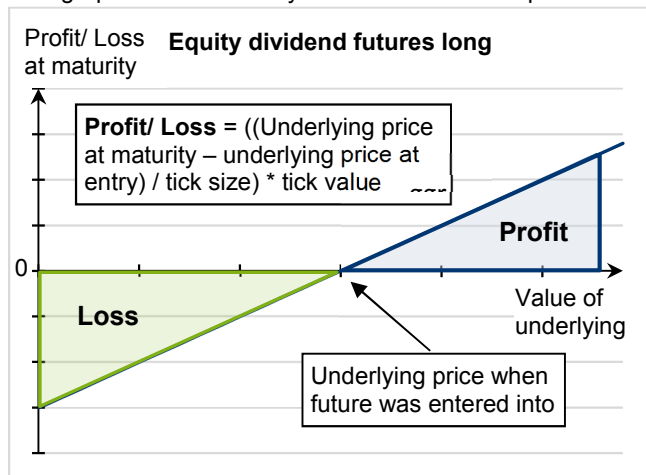 Profit/ Loss
at maturity
Equity dividend futures long
Profit/ Loss = ((Underlying price
at maturity – underlying price at
entry) / tick size) * tick value
Profit
0
Loss
Value of
underlying
Underlying price when
future was entered into